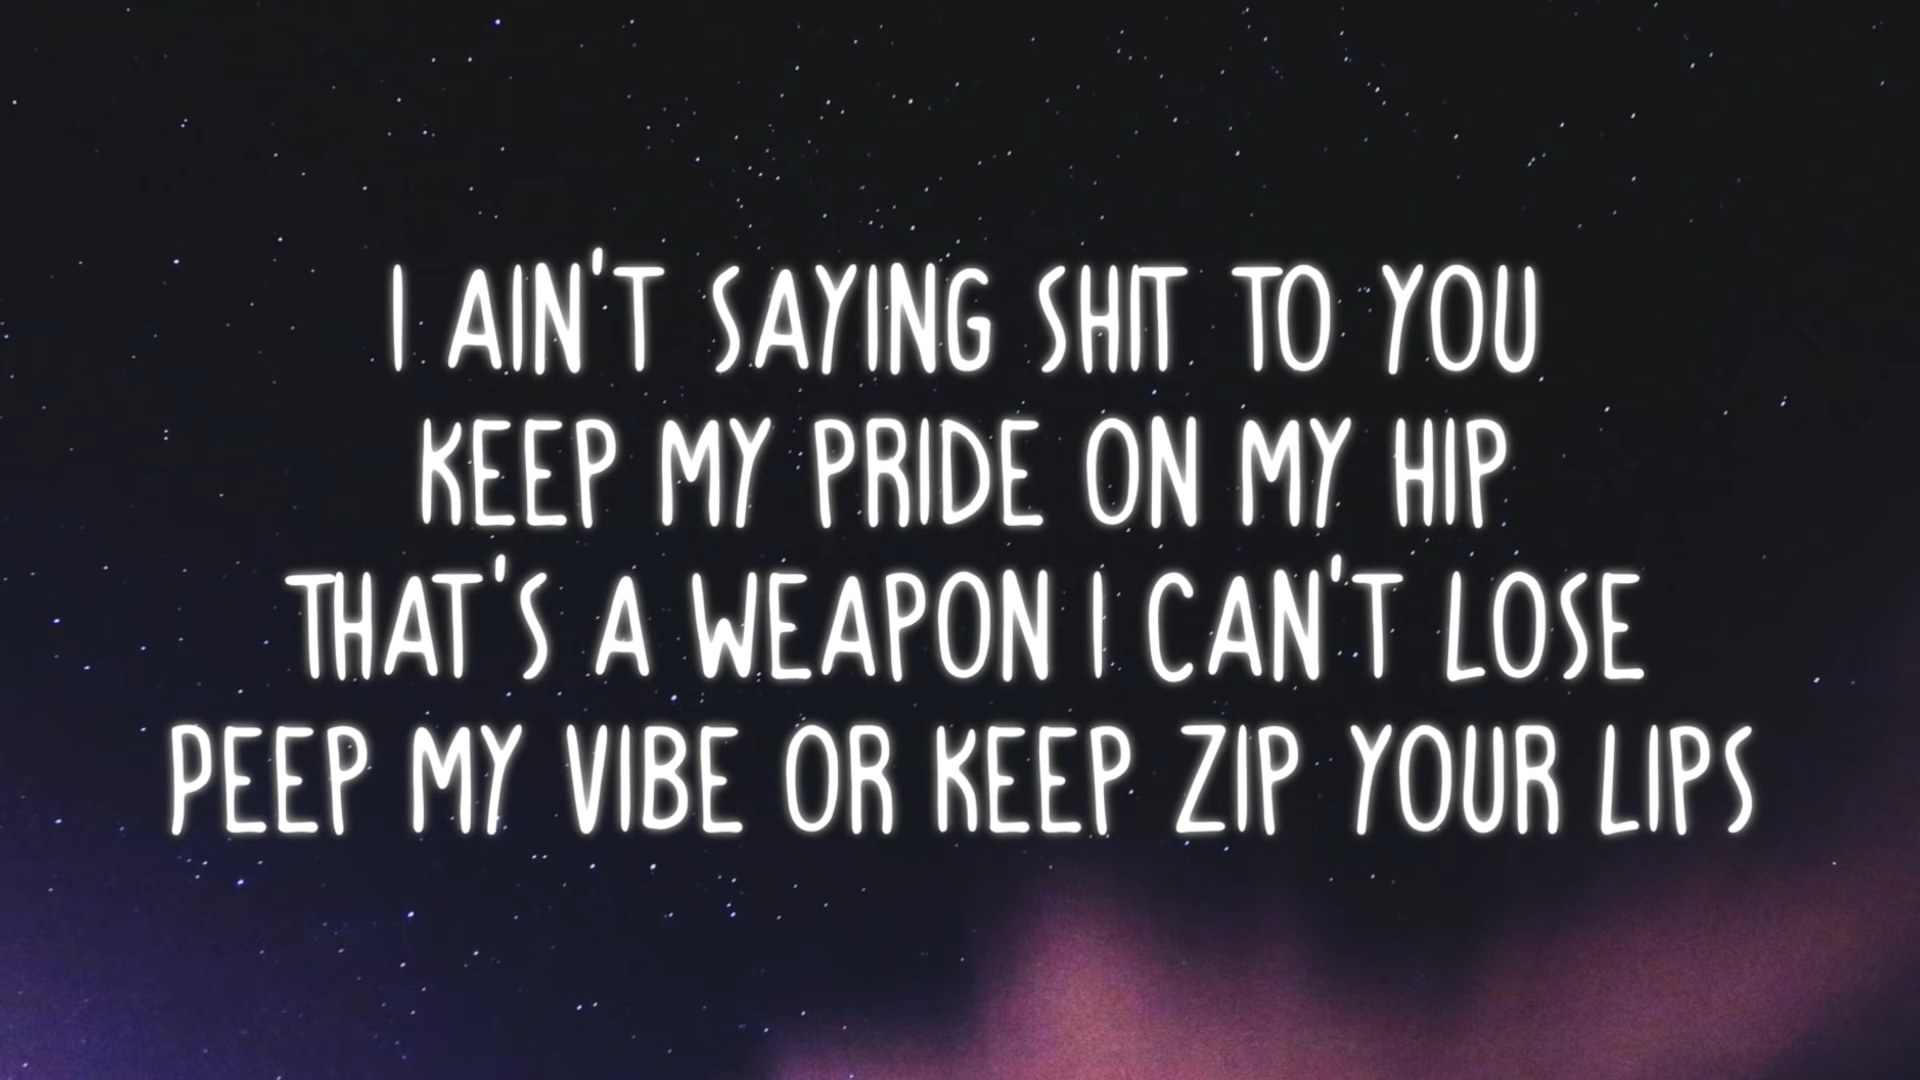 I AIN'T SAYING SHIT TO YOU
KEEP MY PRIDE ON MY HIP
THAT'S A WEAPON I CAN'T LOSE
PEEP MY VIBE OR KEEP ZIP YOUR LIPS